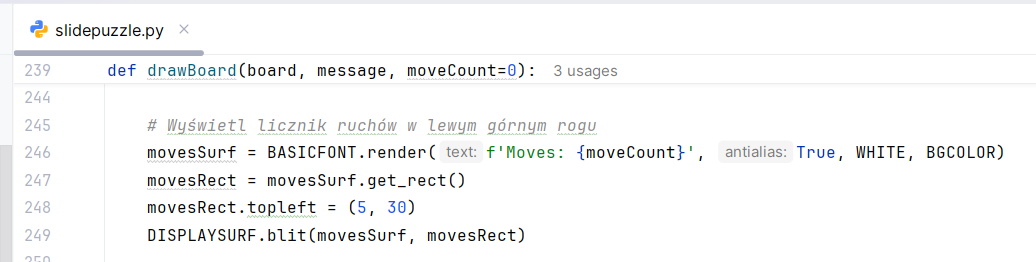 slidepuzzle.py ×
239 def drawBoard(board, message, moveCount=0): 3 usages
244
245 # Wyświetl licznik ruchów w lewym górnym rogu
246 movesSurf = BASICFONT.render( text: f'Moves: {moveCount}', antialias: True, WHITE, BGCOLOR)
247 movesRect = movesSurf.get_rect()
248 movesRect.topleft = (5, 30)
249 DISPLAYSURF.blit(movesSurf, movesRect)